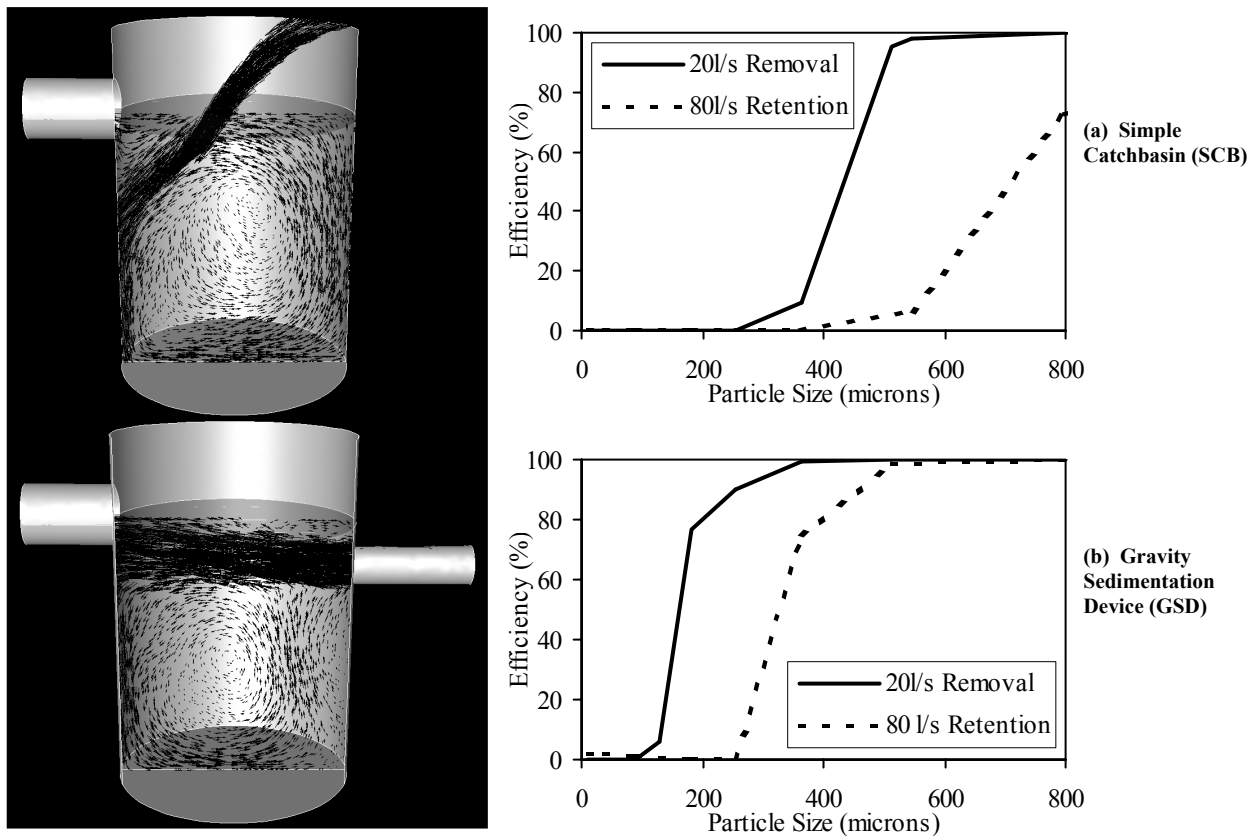 100
80
60
40
20
0
Efficiency (%)
20l/s Removal
80l/s Retention
0 200 400 600 800
Particle Size (microns)
(a) Simple
Catchbasin (SCB)
100
80
60
40
20
0
Efficiency (%)
20l/s Removal
80 l/s Retention
0 200 400 600 800
Particle Size (microns)
(b) Gravity
Sedimentation
Device (GSD)